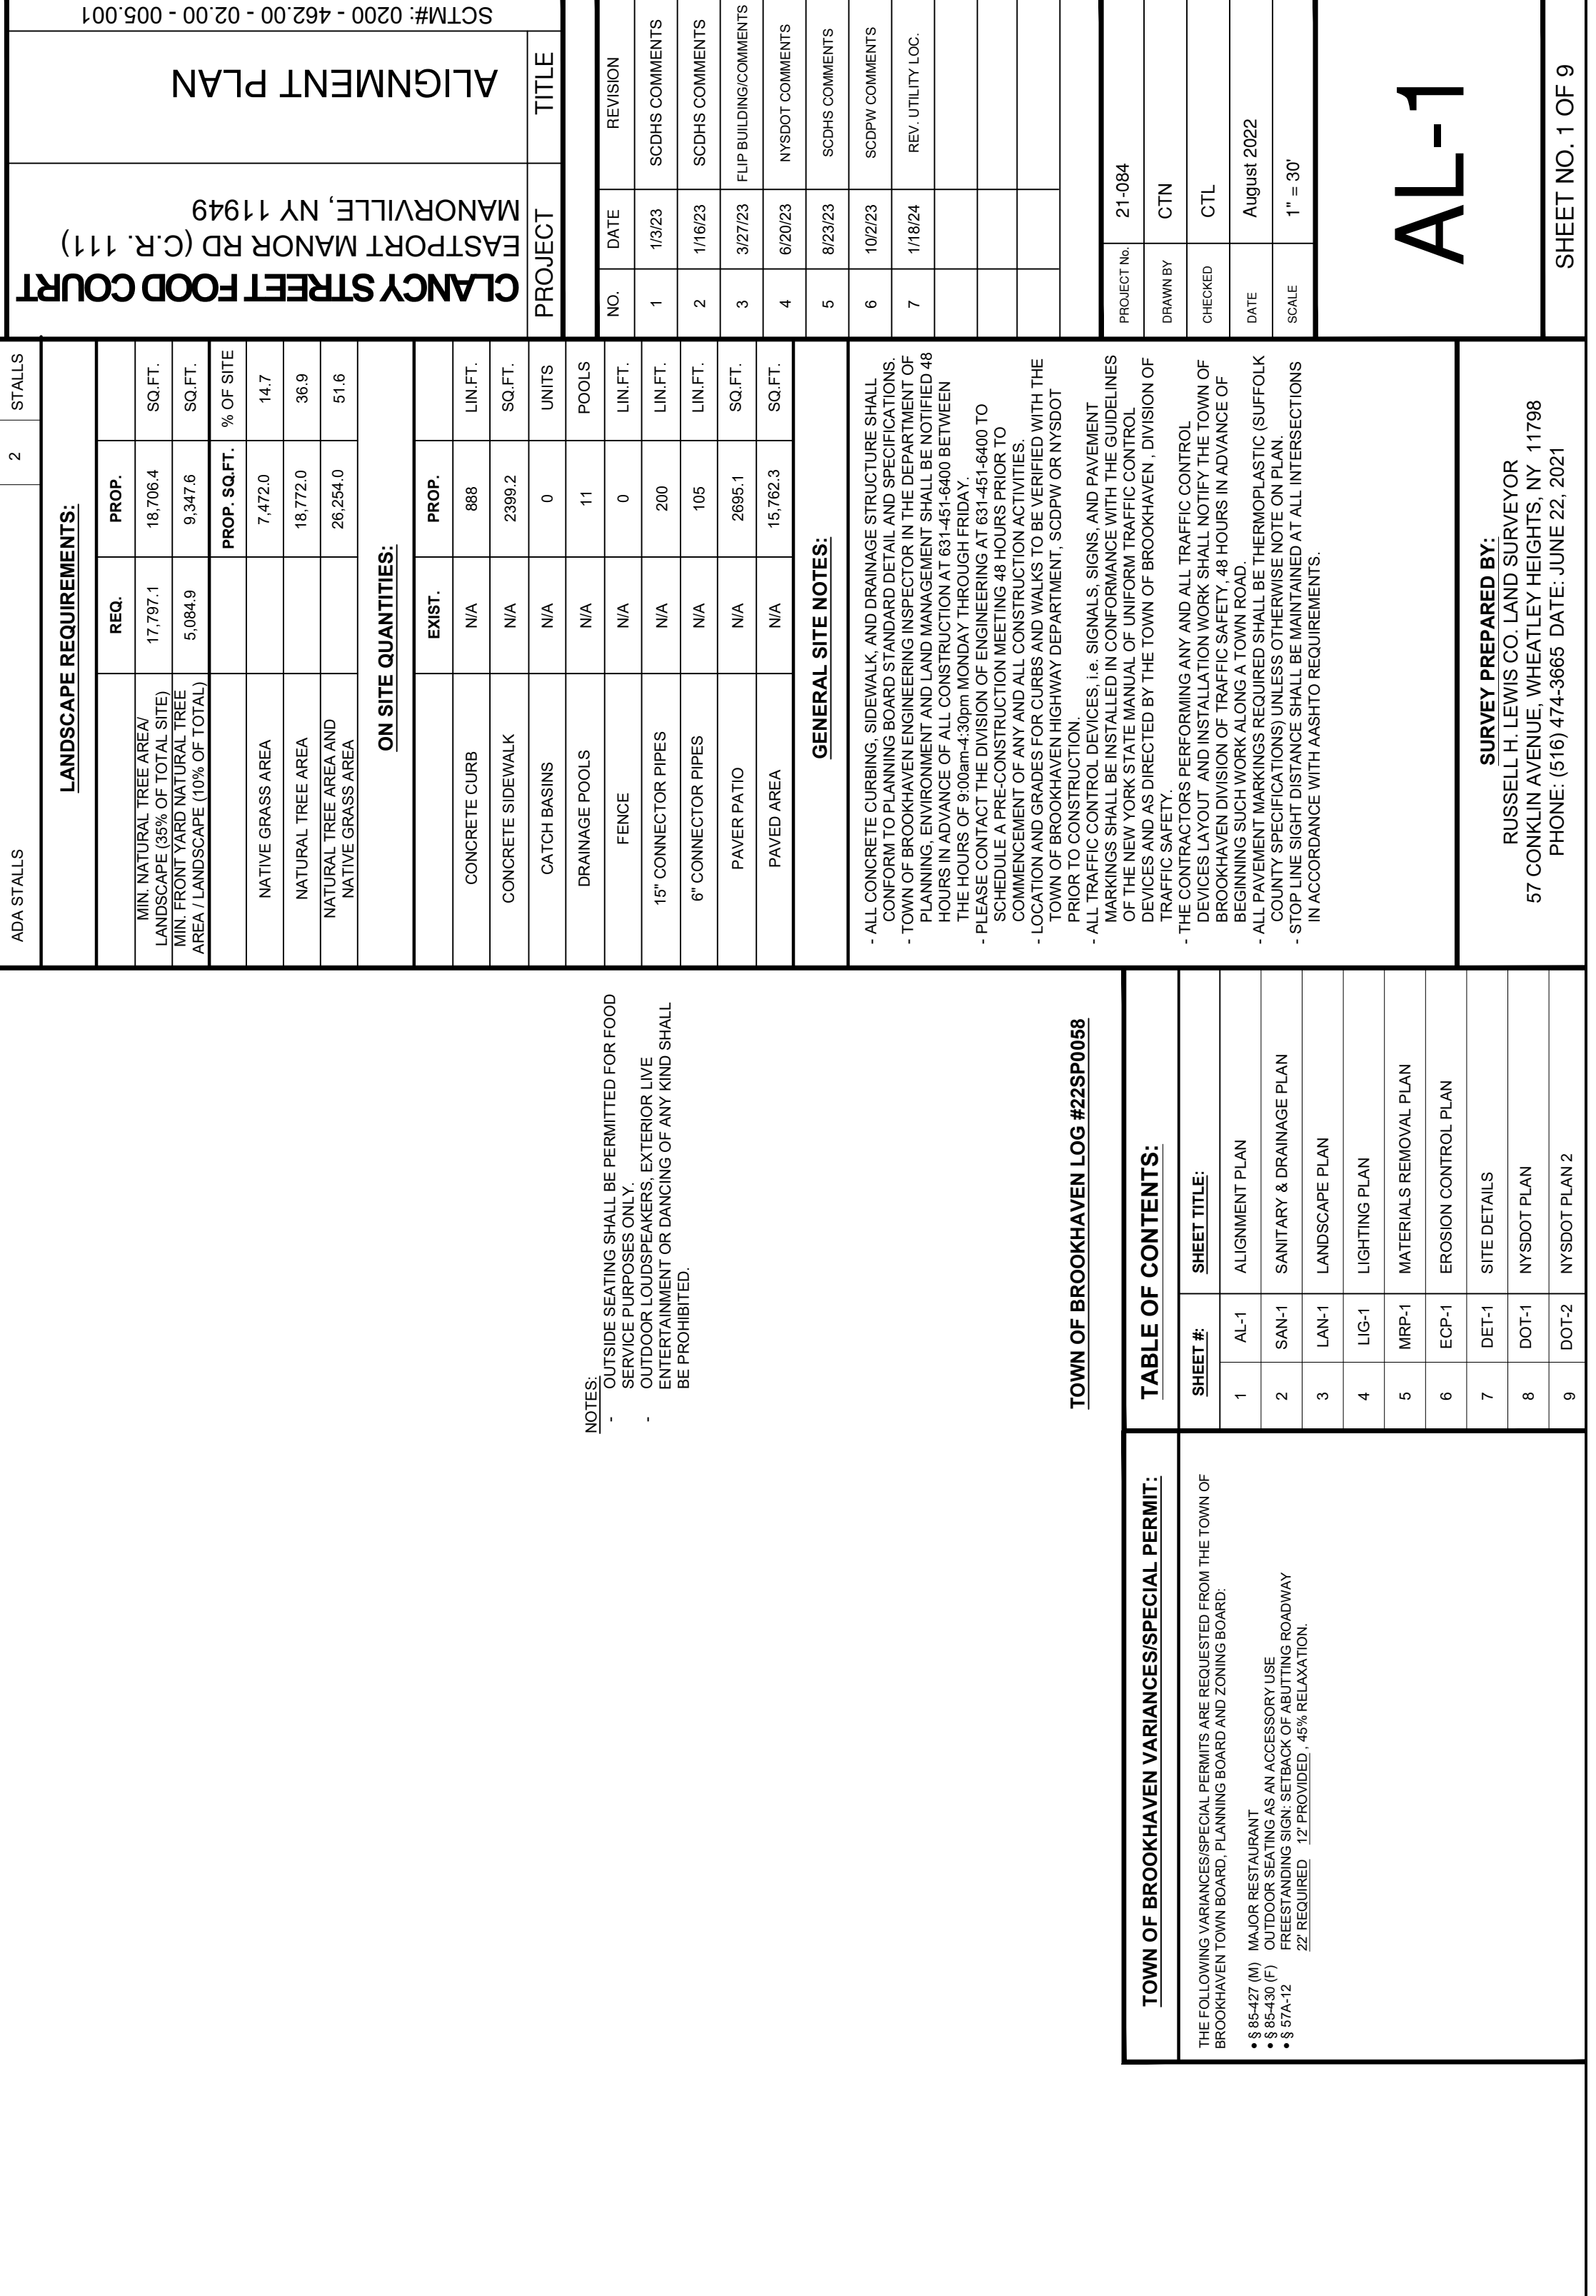 ADA STALLS 2 STALLS
LANDSCAPE REQUIREMENTS:
REQ. PROP.
MIN. NATURAL TREE AREA/
LANDSCAPE (35% OF TOTAL SITE) 17,797.1 18,706.4 SQ.FT.
MIN. FRONT YARD NATURAL TREE
AREA / LANDSCAPE (10% OF TOTAL) 5,084.9 9,347.6 SQ.FT.
PROP. SQ.FT. % OF SITE
NATIVE GRASS AREA 7,472.0 14.7
NATURAL TREE AREA 18,772.0 36.9
NATURAL TREE AREA AND
NATIVE GRASS AREA 26,254.0 51.6
ON SITE QUANTITIES:
EXIST. PROP.
CONCRETE CURB N/A 888 LIN.FT.
CONCRETE SIDEWALK N/A 2399.2 SQ.FT.
CATCH BASINS N/A 0 UNITS
DRAINAGE POOLS N/A 11 POOLS
FENCE N/A 0 LIN.FT.
15" CONNECTOR PIPES N/A 200 LIN.FT.
6" CONNECTOR PIPES N/A 105 LIN.FT.
PAVER PATIO N/A 2695.1 SQ.FT.
PAVED AREA N/A 15,762.3 SQ.FT.
GENERAL SITE NOTES:
- ALL CONCRETE CURBING, SIDEWALK, AND DRAINAGE STRUCTURE SHALL
CONFORM TO PLANNING BOARD STANDARD DETAIL AND SPECIFICATIONS.
- TOWN OF BROOKHAVEN ENGINEERING INSPECTOR IN THE DEPARTMENT OF
PLANNING, ENVIRONMENT AND LAND MANAGEMENT SHALL BE NOTIFIED 48
HOURS IN ADVANCE OF ALL CONSTRUCTION AT 631-451-6400 BETWEEN
THE HOURS OF 9:00am-4:30pm MONDAY THROUGH FRIDAY.
- PLEASE CONTACT THE DIVISION OF ENGINEERING AT 631-451-6400 TO
SCHEDULE A PRE-CONSTRUCTION MEETING 48 HOURS PRIOR TO
COMMENCEMENT OF ANY AND ALL CONSTRUCTION ACTIVITIES.
- LOCATION AND GRADES FOR CURBS AND WALKS TO BE VERIFIED WITH THE
TOWN OF BROOKHAVEN HIGHWAY DEPARTMENT, SCDPW OR NYSDOT
PRIOR TO CONSTRUCTION.
- ALL TRAFFIC CONTROL DEVICES, i.e. SIGNALS, SIGNS, AND PAVEMENT
MARKINGS SHALL BE INSTALLED IN CONFORMANCE WITH THE GUIDELINES
OF THE NEW YORK STATE MANUAL OF UNIFORM TRAFFIC CONTROL
DEVICES AND AS DIRECTED BY THE TOWN OF BROOKHAVEN , DIVISION OF
TRAFFIC SAFETY.
- THE CONTRACTORS PERFORMING ANY AND ALL TRAFFIC CONTROL
DEVICES LAYOUT AND INSTALLATION WORK SHALL NOTIFY THE TOWN OF
BROOKHAVEN DIVISION OF TRAFFIC SAFETY, 48 HOURS IN ADVANCE OF
BEGINNING SUCH WORK ALONG A TOWN ROAD.
- ALL PAVEMENT MARKINGS REQUIRED SHALL BE THERMOPLASTIC (SUFFOLK
COUNTY SPECIFICATIONS) UNLESS OTHERWISE NOTE ON PLAN.
- STOP LINE SIGHT DISTANCE SHALL BE MAINTAINED AT ALL INTERSECTIONS
IN ACCORDANCE WITH AASHTO REQUIREMENTS.
SURVEY PREPARED BY:
RUSSELL H. LEWIS CO. LAND SURVEYOR
57 CONKLIN AVENUE, WHEATLEY HEIGHTS, NY 11798
PHONE: (516) 474-3665 DATE: JUNE 22, 2021
PROJECT
CLANCY STREET FOOD COURT
EASTPORT MANOR RD (C.R. 111)
MANORVILLE, NY 11949
TITLE
ALIGNMENT PLAN
SCTM#: 0200 - 462.00 - 02.00 - 005.001
NO. DATE REVISION
1 1/3/23 SCDHS COMMENTS
2 1/16/23 SCDHS COMMENTS
3 3/27/23 FLIP BUILDING/COMMENTS
4 6/20/23 NYSDOT COMMENTS
5 8/23/23 SCDHS COMMENTS
6 10/2/23 SCDPW COMMENTS
7 1/18/24 REV. UTILITY LOC.
PROJECT No. 21-084
DRAWN BY CTN
CHECKED CTL
DATE August 2022
SCALE 1" = 30'
AL-1
SHEET NO. 1 OF 9
NOTES:
- OUTSIDE SEATING SHALL BE PERMITTED FOR FOOD
SERVICE PURPOSES ONLY.
- OUTDOOR LOUDSPEAKERS, EXTERIOR LIVE
ENTERTAINMENT OR DANCING OF ANY KIND SHALL
BE PROHIBITED.
TOWN OF BROOKHAVEN LOG #22SP0058
TOWN OF BROOKHAVEN VARIANCES/SPECIAL PERMIT:
THE FOLLOWING VARIANCES/SPECIAL PERMITS ARE REQUESTED FROM THE TOWN OF
BROOKHAVEN TOWN BOARD, PLANNING BOARD AND ZONING BOARD:
• § 85-427 (M) MAJOR RESTAURANT
• § 85-430 (F) OUTDOOR SEATING AS AN ACCESSORY USE
• § 57A-12 FREESTANDING SIGN: SETBACK OF ABUTTING ROADWAY
22' REQUIRED 12' PROVIDED , 45% RELAXATION.
TABLE OF CONTENTS:
SHEET #: SHEET TITLE:
1 AL-1 ALIGNMENT PLAN
2 SAN-1 SANITARY & DRAINAGE PLAN
3 LAN-1 LANDSCAPE PLAN
4 LIG-1 LIGHTING PLAN
5 MRP-1 MATERIALS REMOVAL PLAN
6 ECP-1 EROSION CONTROL PLAN
7 DET-1 SITE DETAILS
8 DOT-1 NYSDOT PLAN
9 DOT-2 NYSDOT PLAN 2